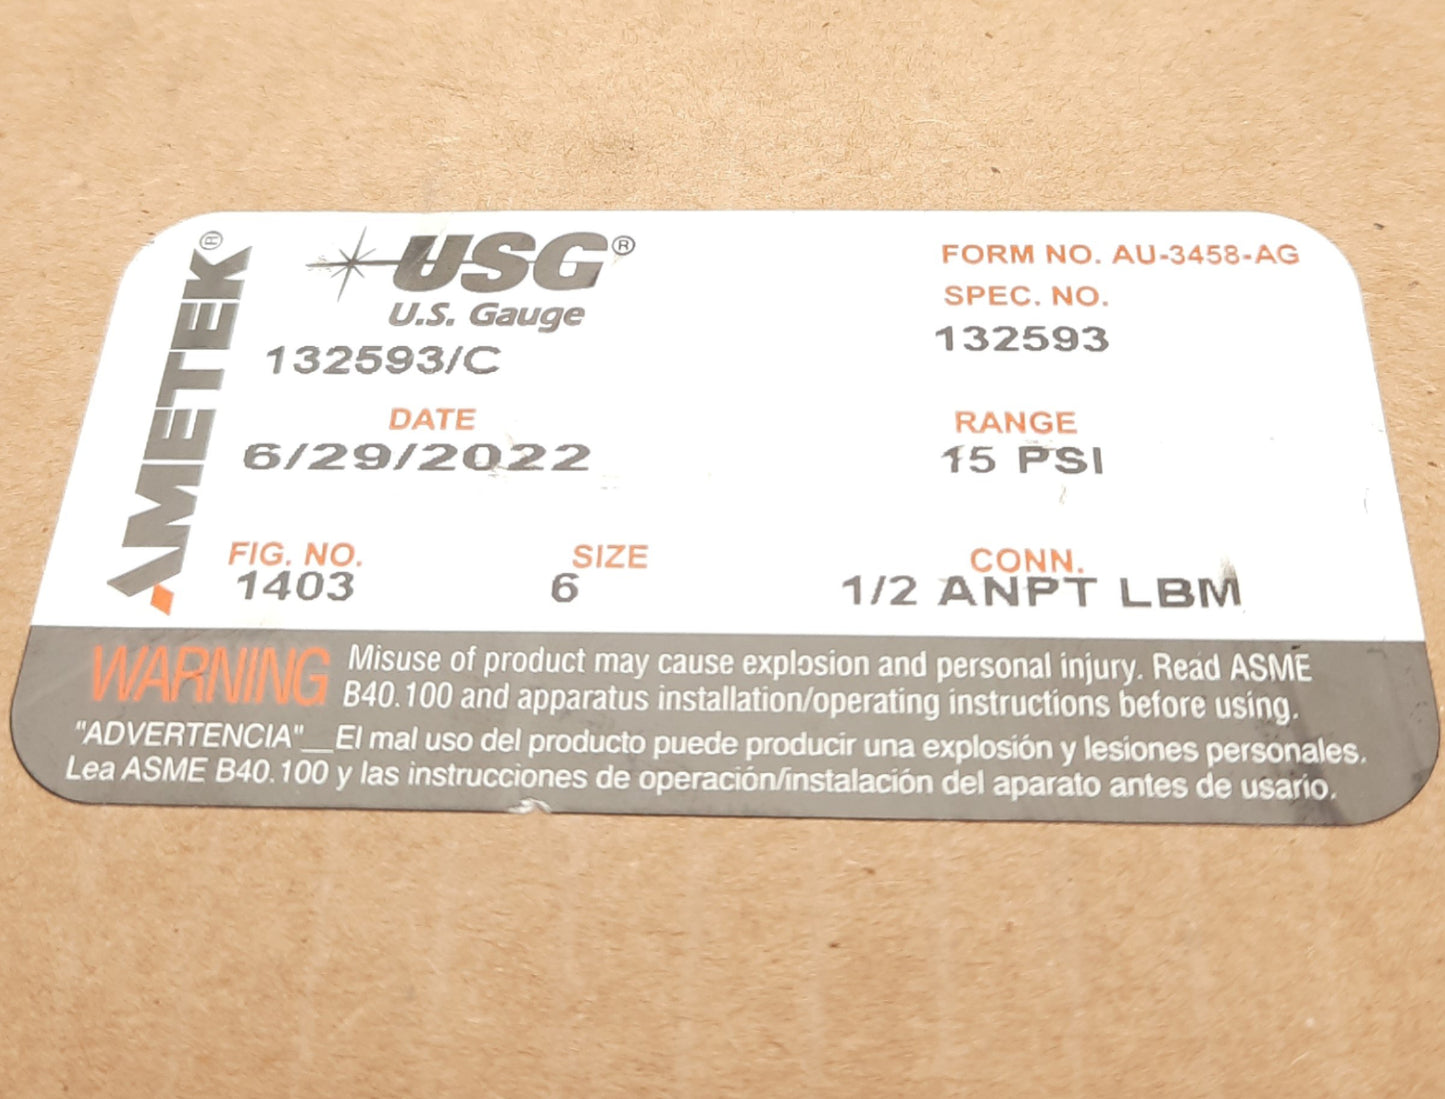 AMETEK®
USG®
U.S. Gauge
132593/C
FORM NO. AU-3458-AG
SPEC. NO.
132593
DATE
6/29/2022
RANGE
15 PSI
FIG. NO. SIZE CONN.
1403 6 1/2 ANPT LBM
WARNING Misuse of product may cause explosion and personal injury. Read ASME
B40.100 and apparatus installation/operating instructions before using.
"ADVERTENCIA"__El mal uso del producto puede producir una explosión y lesiones personales.
Lea ASME B40.100 y las instrucciones de operación/instalación del aparato antes de usario.